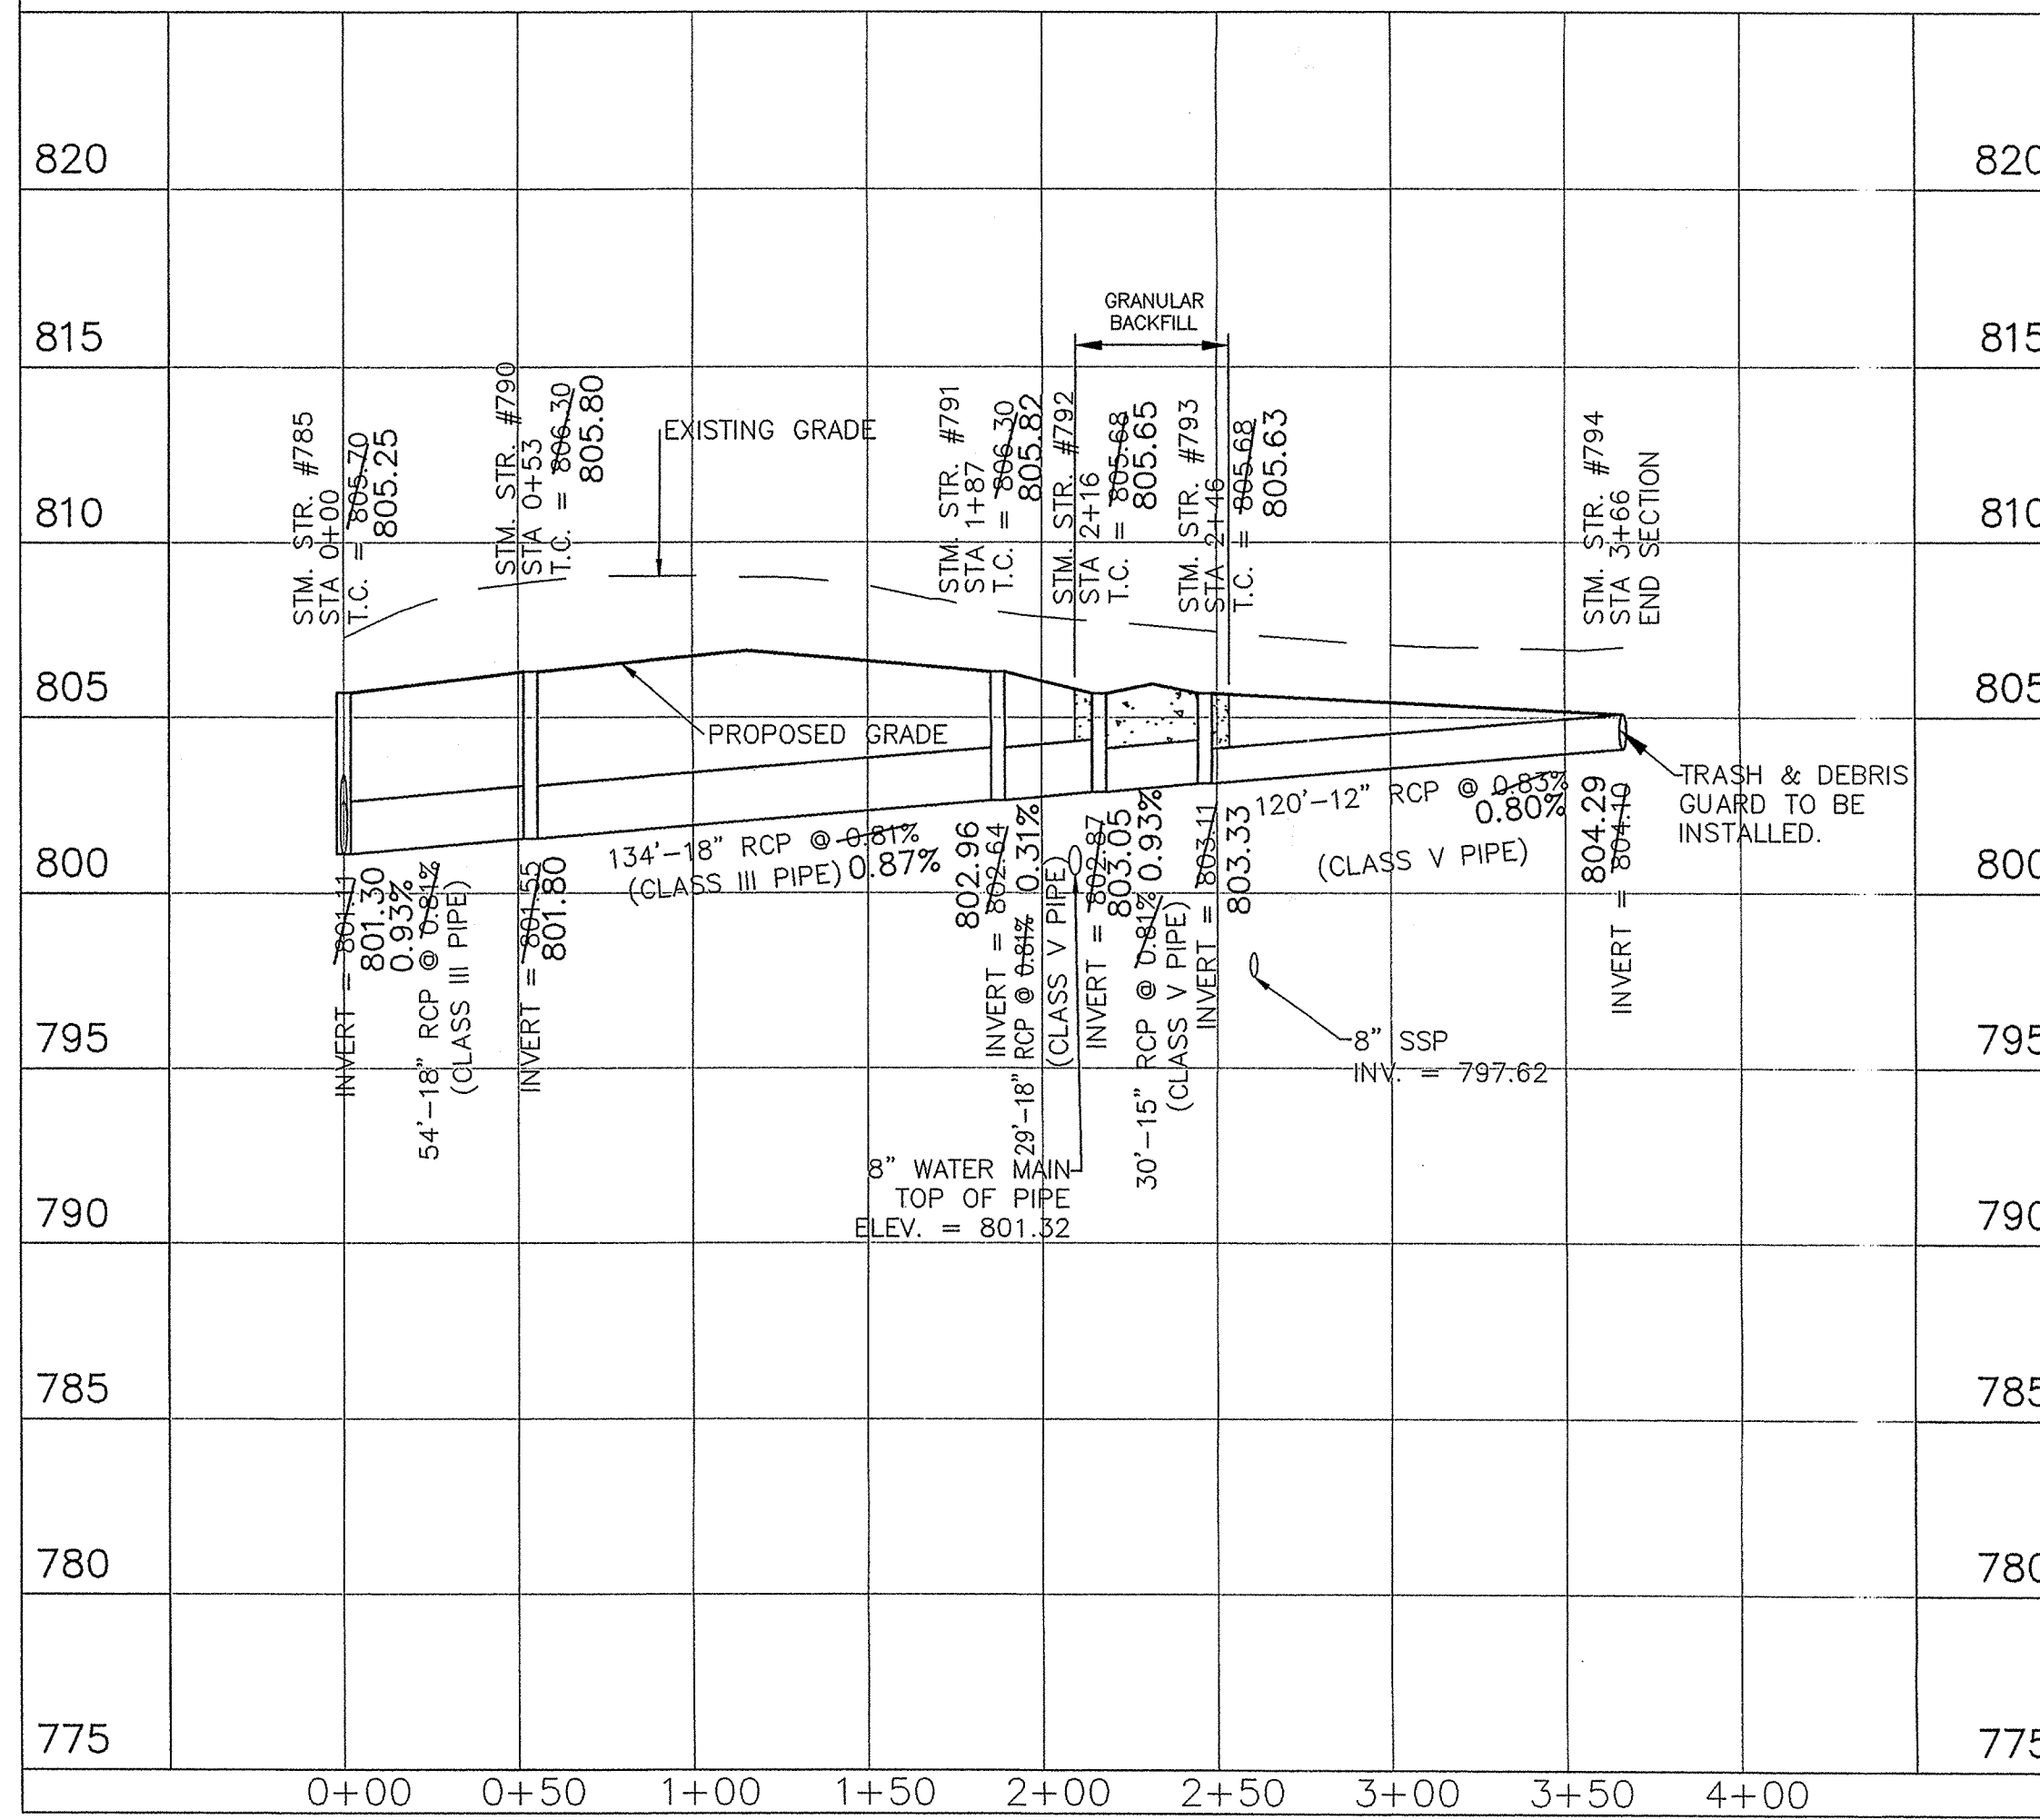 820
820
815
815
810
810
805
805
800
800
795
795
790
790
785
785
780
780
775
775
GRANULAR
BACKFILL
STM. STR. #785
STA 0+00
T.C. = 805.70
805.25
STM. STR. #790
STA 0+53
T.C. = 806.30
805.80
EXISTING GRADE
STM. STR. #791
STA 1+87
T.C. = 806.30
805.82
STM. STR. #792
STA 2+16
T.C. = 805.68
805.65
STM. STR. #793
STA 2+46
T.C. = 805.68
805.63
STM. STR. #794
STA 3+66
END SECTION
PROPOSED GRADE
TRASH & DEBRIS
GUARD TO BE
INSTALLED.
INVERT = 801.11
801.30
0.93%
54'-18" RCP @ 0.81%
(CLASS III PIPE)
INVERT = 801.55
801.80
134'-18" RCP @ 0.81%
(CLASS III PIPE) 0.87%
802.96
INVERT = 802.64
29'-18" RCP @ 0.81% 0.31%
(CLASS V PIPE)
INVERT = 802.87
803.05
30'-15" RCP @ 0.81% 0.93%
(CLASS V PIPE)
INVERT = 803.11
803.33
120'-12" RCP @ 0.83%
0.80%
(CLASS V PIPE)
804.29
INVERT = 804.10
8" SSP
INV. = 797.62
8" WATER MAIN
TOP OF PIPE
ELEV. = 801.32
0+00 0+50 1+00 1+50 2+00 2+50 3+00 3+50 4+00